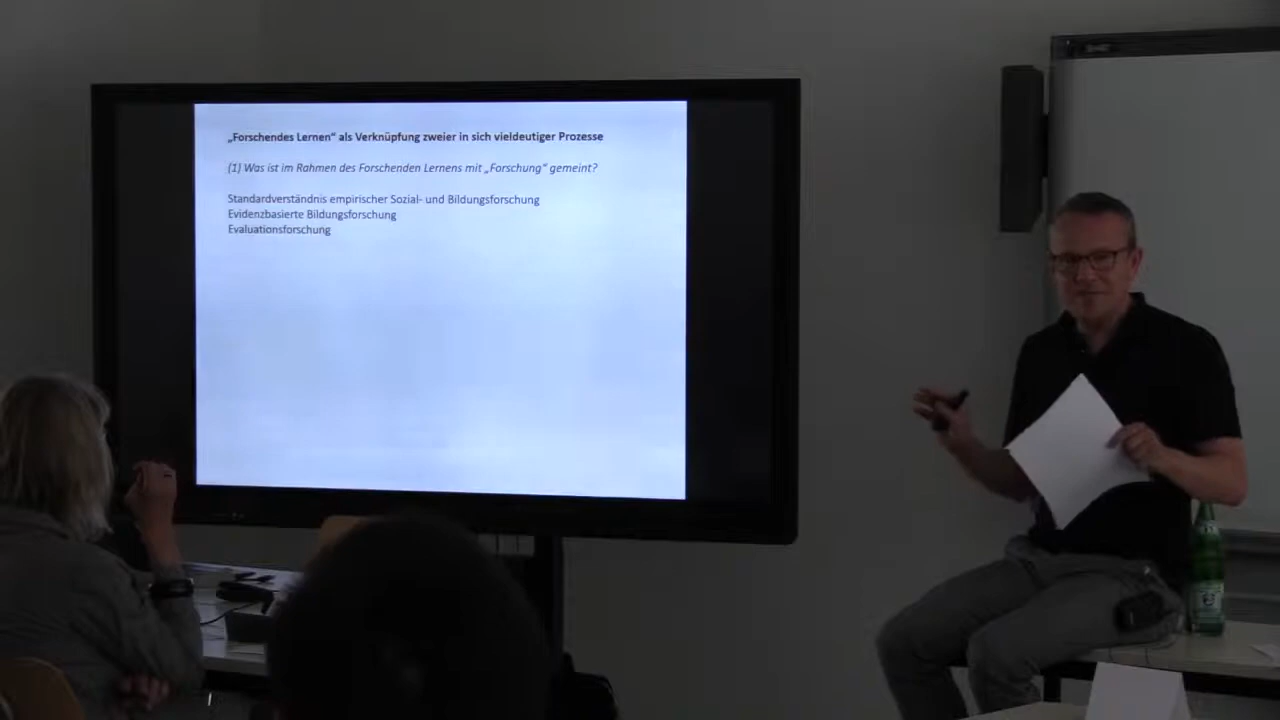 „Forschendes Lernen“ als Verknüpfung zweier in sich vieldeutiger Prozesse
(1) Was ist im Rahmen des Forschenden Lernens mit „Forschung“ gemeint?
Standardverständnis empirischer Sozial- und Bildungsforschung
Evidenzbasierte Bildungsforschung
Evaluationsforschung